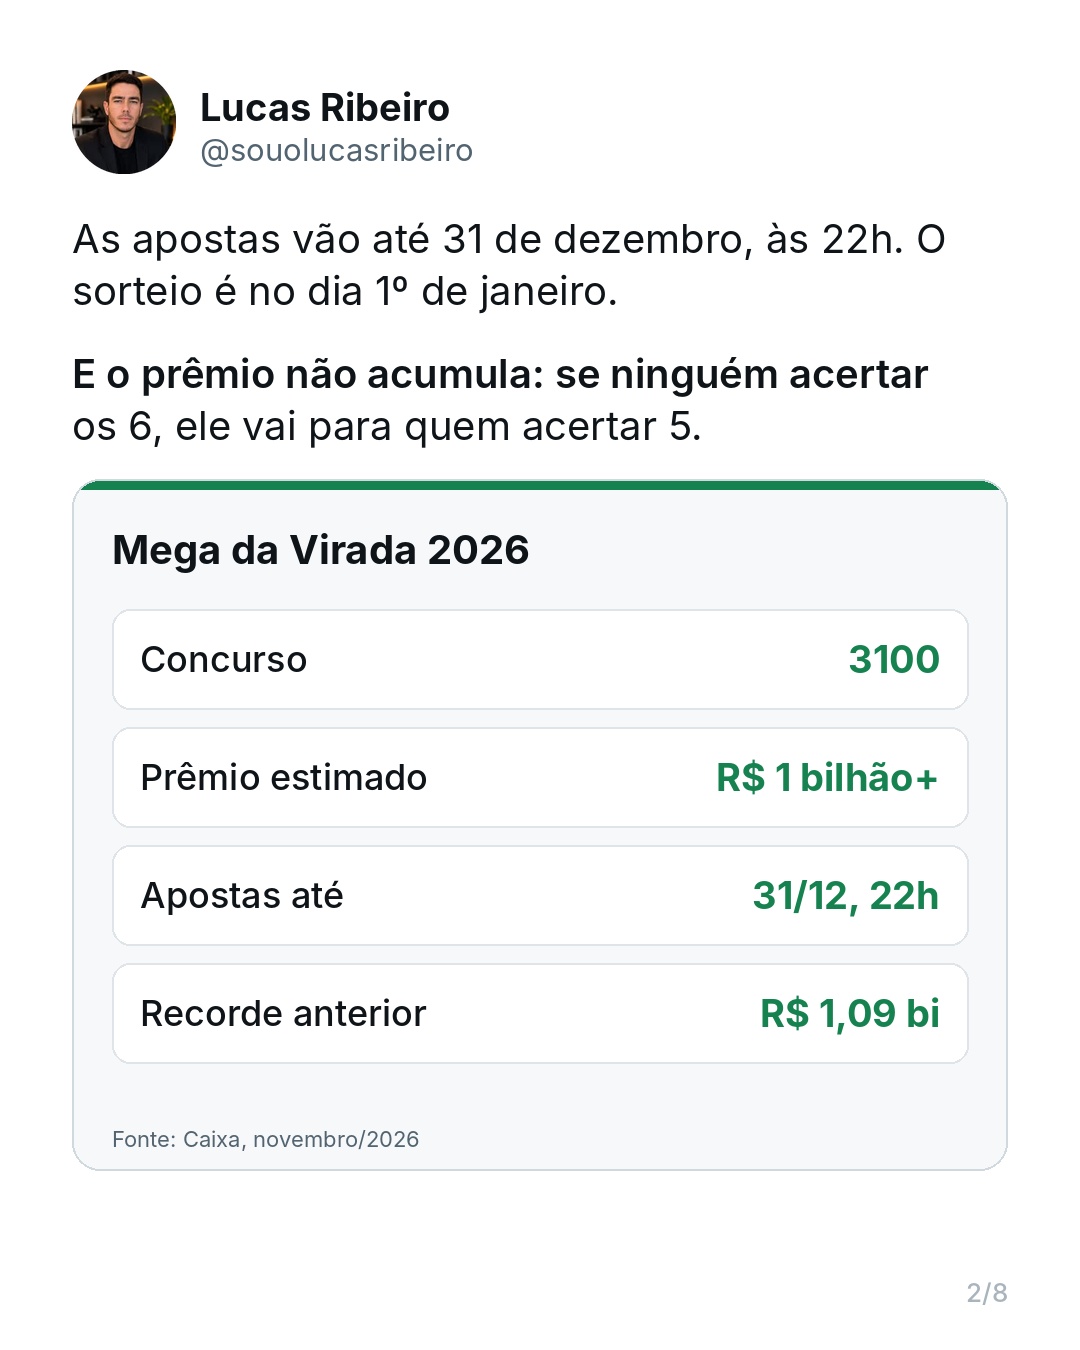 Lucas Ribeiro
@souolucasribeiro
As apostas vão até 31 de dezembro, às 22h. O
sorteio é no dia 1º de janeiro.
E o prêmio não acumula: se ninguém acertar
os 6, ele vai para quem acertar 5.
Mega da Virada 2026
Concurso 3100
Prêmio estimado R$ 1 bilhão+
Apostas até 31/12, 22h
Recorde anterior R$ 1,09 bi
Fonte: Caixa, novembro/2026
2/8